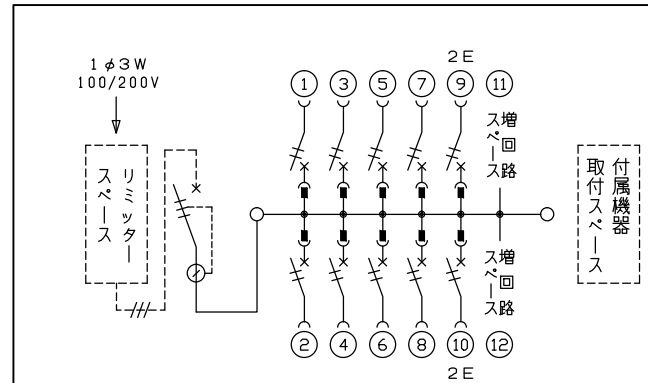 1φ3W
100/200V
リミッター
スペース
2E
① ③ ⑤ ⑦ ⑨ ⑪
増回路
スペース
付属機器
取付スペース
増回路
スペース
② ④ ⑥ ⑧ ⑩ ⑫
2E